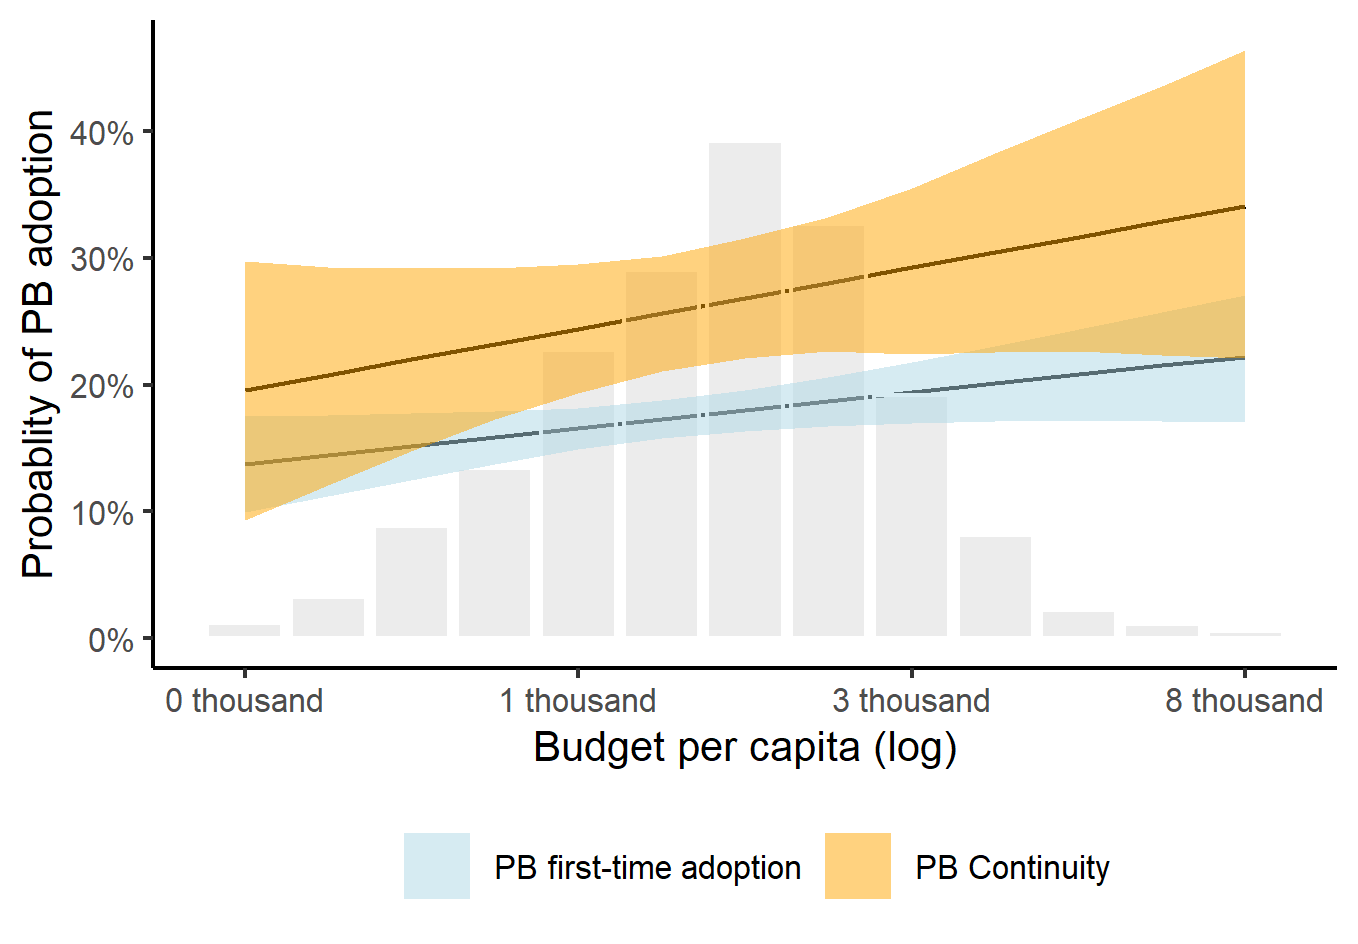 Probablity of PB adoption
40%
30%
20%
10%
0%
0 thousand
1 thousand
3 thousand
8 thousand
Budget per capita (log)
PB first-time adoption
PB Continuity